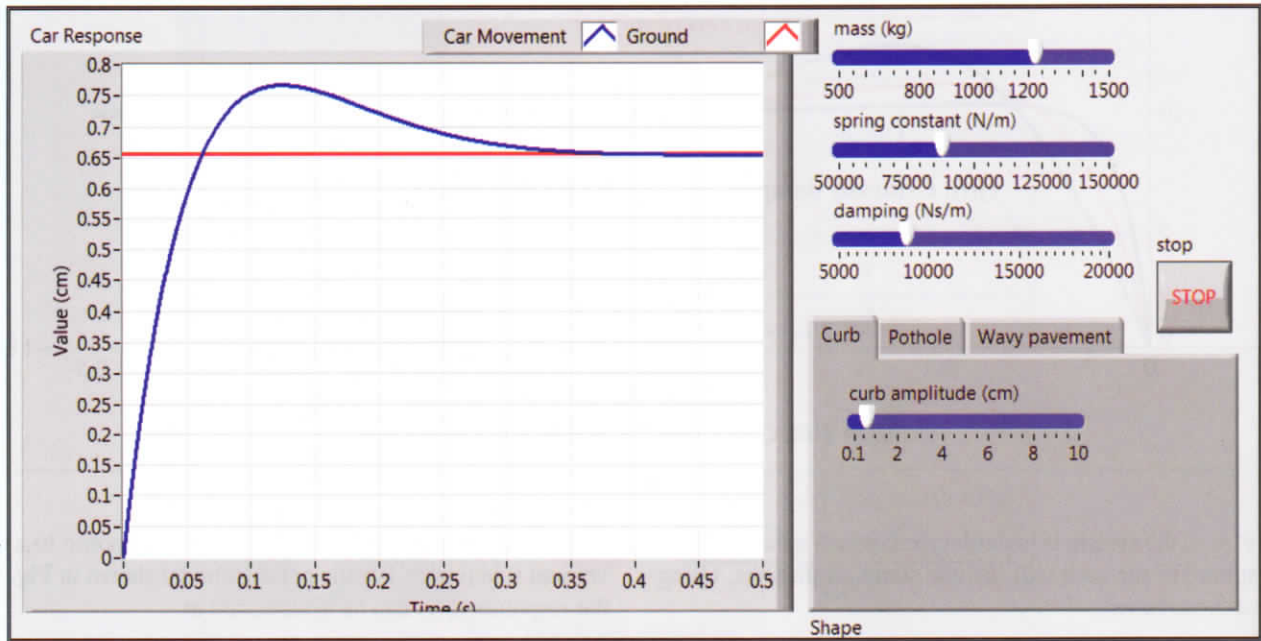 Car Response
Car Movement
Ground
0.8
0.75
0.7
0.65
0.6
0.55
0.5
0.45
0.4
0.35
0.3
0.25
0.2
0.15
0.1
0.05
0
Value (cm)
0.05 0.1 0.15 0.2 0.25 0.3 0.35 0.4 0.45 0.5
Time (s)
mass (kg)
500 800 1000 1200 1500
spring constant (N/m)
50000 75000 100000 125000 150000
damping (Ns/m)
5000 10000 15000 20000
stop
STOP
Curb Pothole Wavy pavement
curb amplitude (cm)
0.1 2 4 6 8 10
Shape